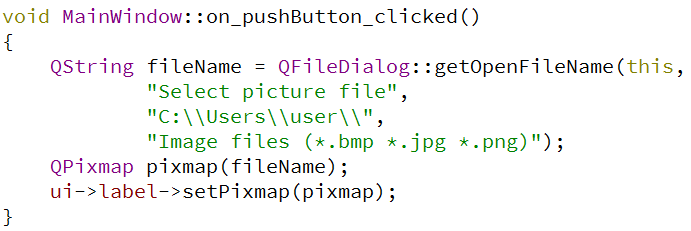 void MainWindow::on_pushButton_clicked()
{
    QString fileName = QFileDialog::getOpenFileName(this,
            "Select picture file",
            "C:\\Users\\user\\",
            "Image files (*.bmp *.jpg *.png)");
    QPixmap pixmap(fileName);
    ui->label->setPixmap(pixmap);
}